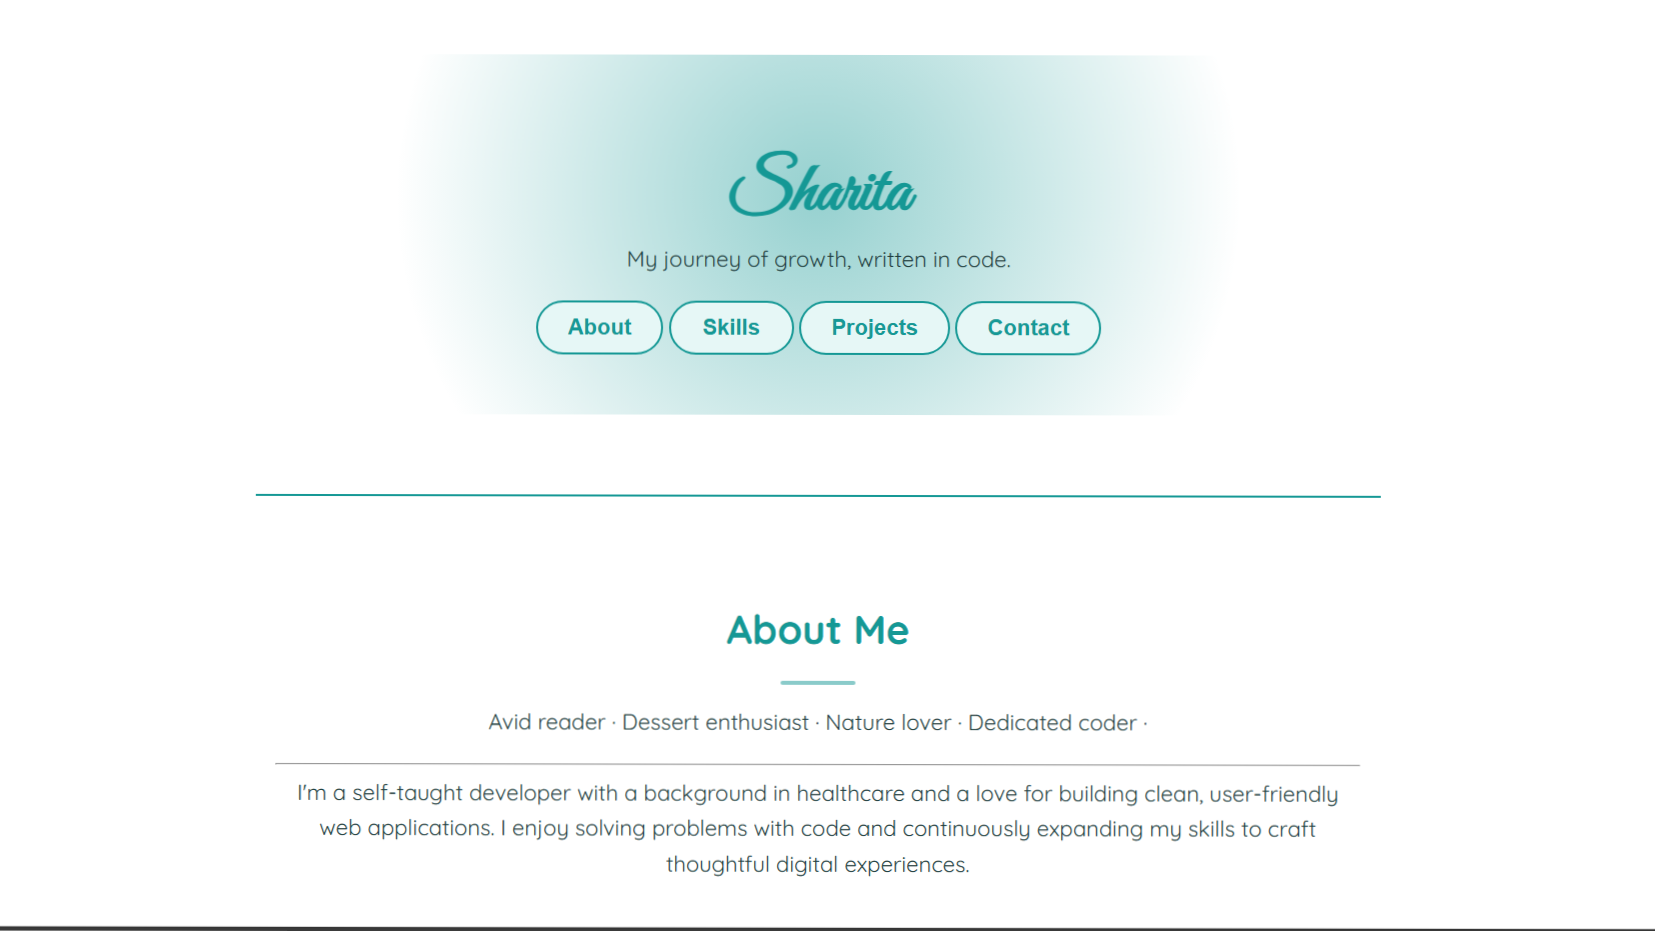 Sharita
My journey of growth, written in code.
About Skills Projects Contact
About Me
Avid reader · Dessert enthusiast · Nature lover · Dedicated coder ·
I'm a self-taught developer with a background in healthcare and a love for building clean, user-friendly
web applications. I enjoy solving problems with code and continuously expanding my skills to craft
thoughtful digital experiences.